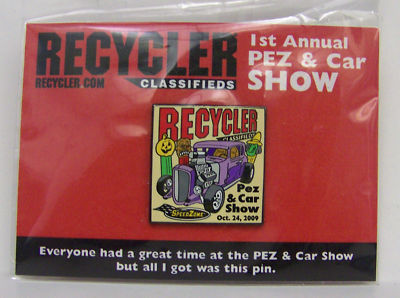 RECYCLER
CLASSIFIEDS
RECYCLER.COM
1st Annual
PEZ & Car
SHOW
RECYCLER
CLASSIFIEDS
Pez
& Car
Show
Oct. 24, 2009
SPEEDZONE
Everyone had a great time at the PEZ & Car Show
but all I got was this pin.